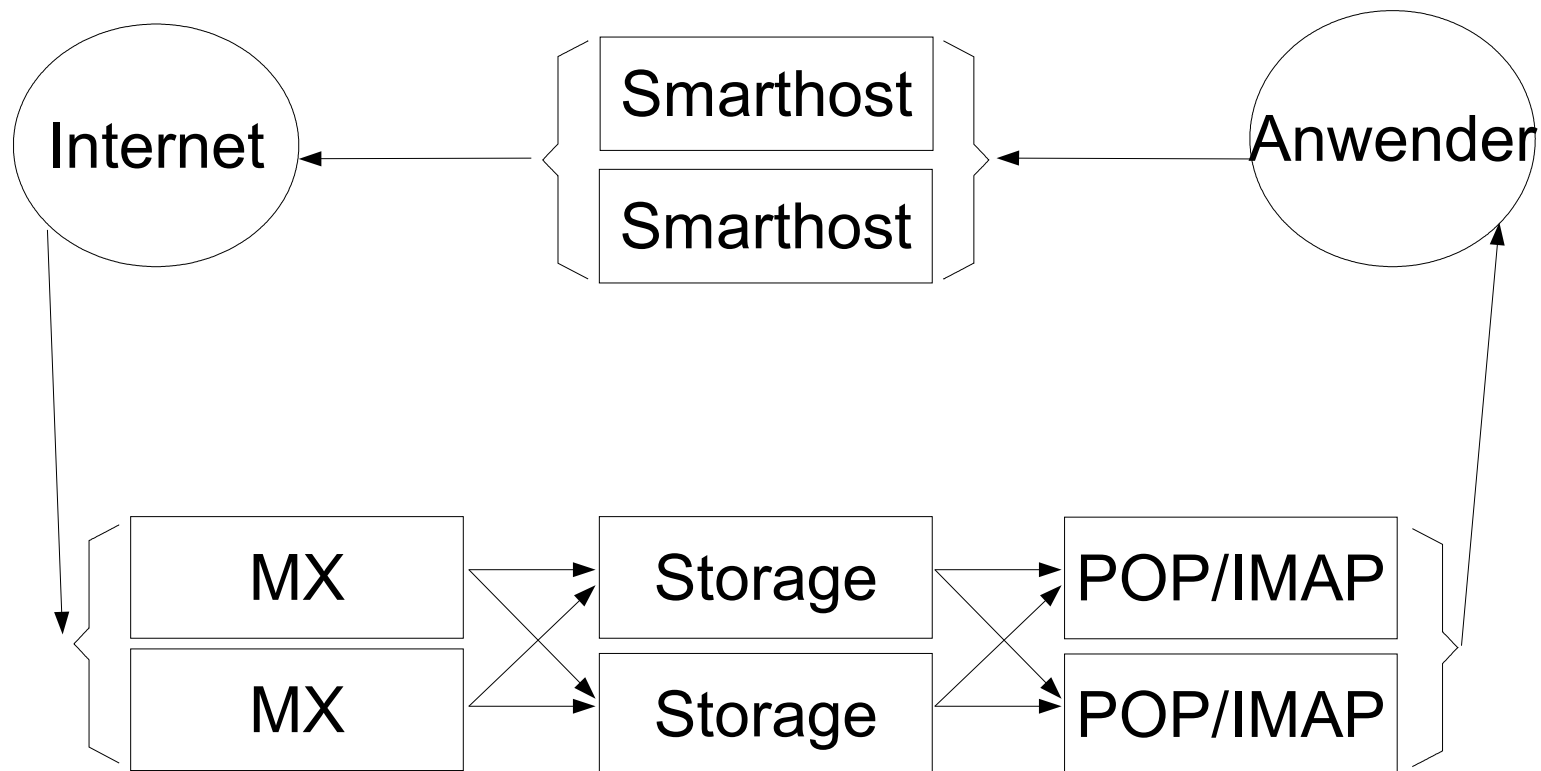 Internet
Smarthost
Smarthost
Anwender
MX
Storage
POP/IMAP
MX
Storage
POP/IMAP